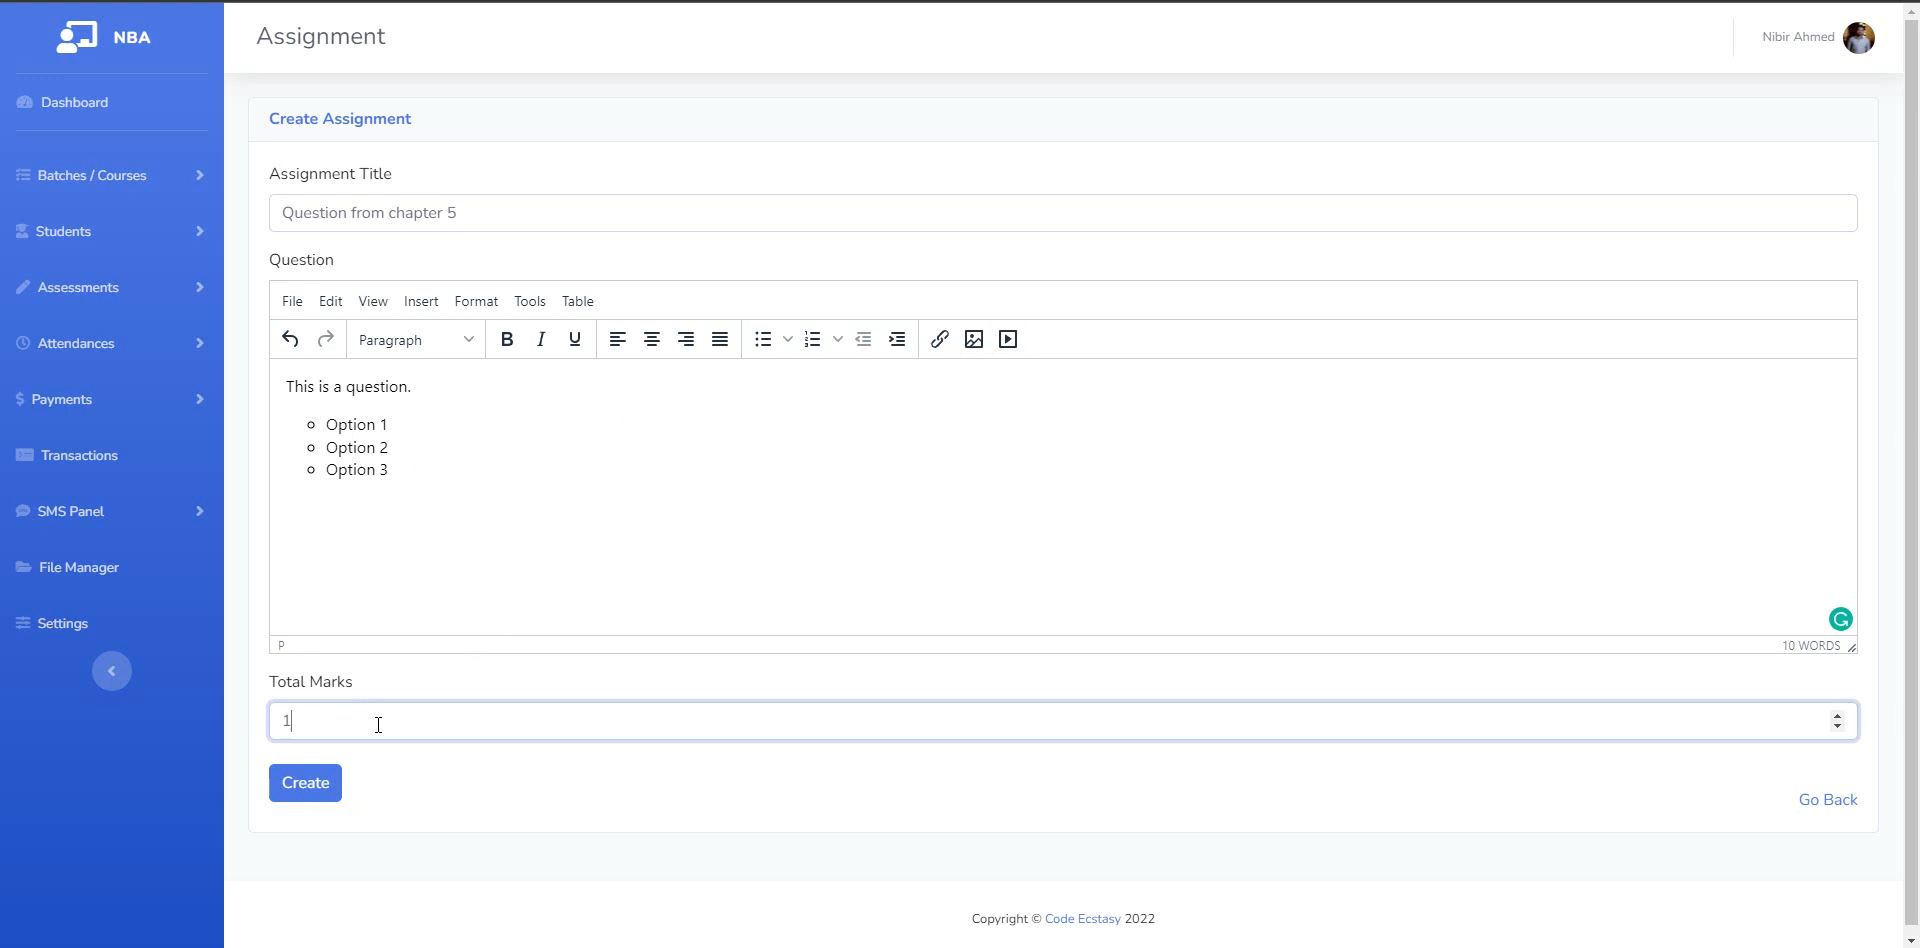 NBA
Assignment
Nibir Ahmed
Dashboard
Batches / Courses
Students
Assessments
Attendances
$ Payments
Transactions
SMS Panel
File Manager
Settings
Create Assignment
Assignment Title
Question from chapter 5
Question
File Edit View Insert Format Tools Table
Paragraph B I U
This is a question.
Option 1
Option 2
Option 3
P
10 WORDS
Total Marks
1
Create
Go Back
Copyright © Code Ecstasy 2022